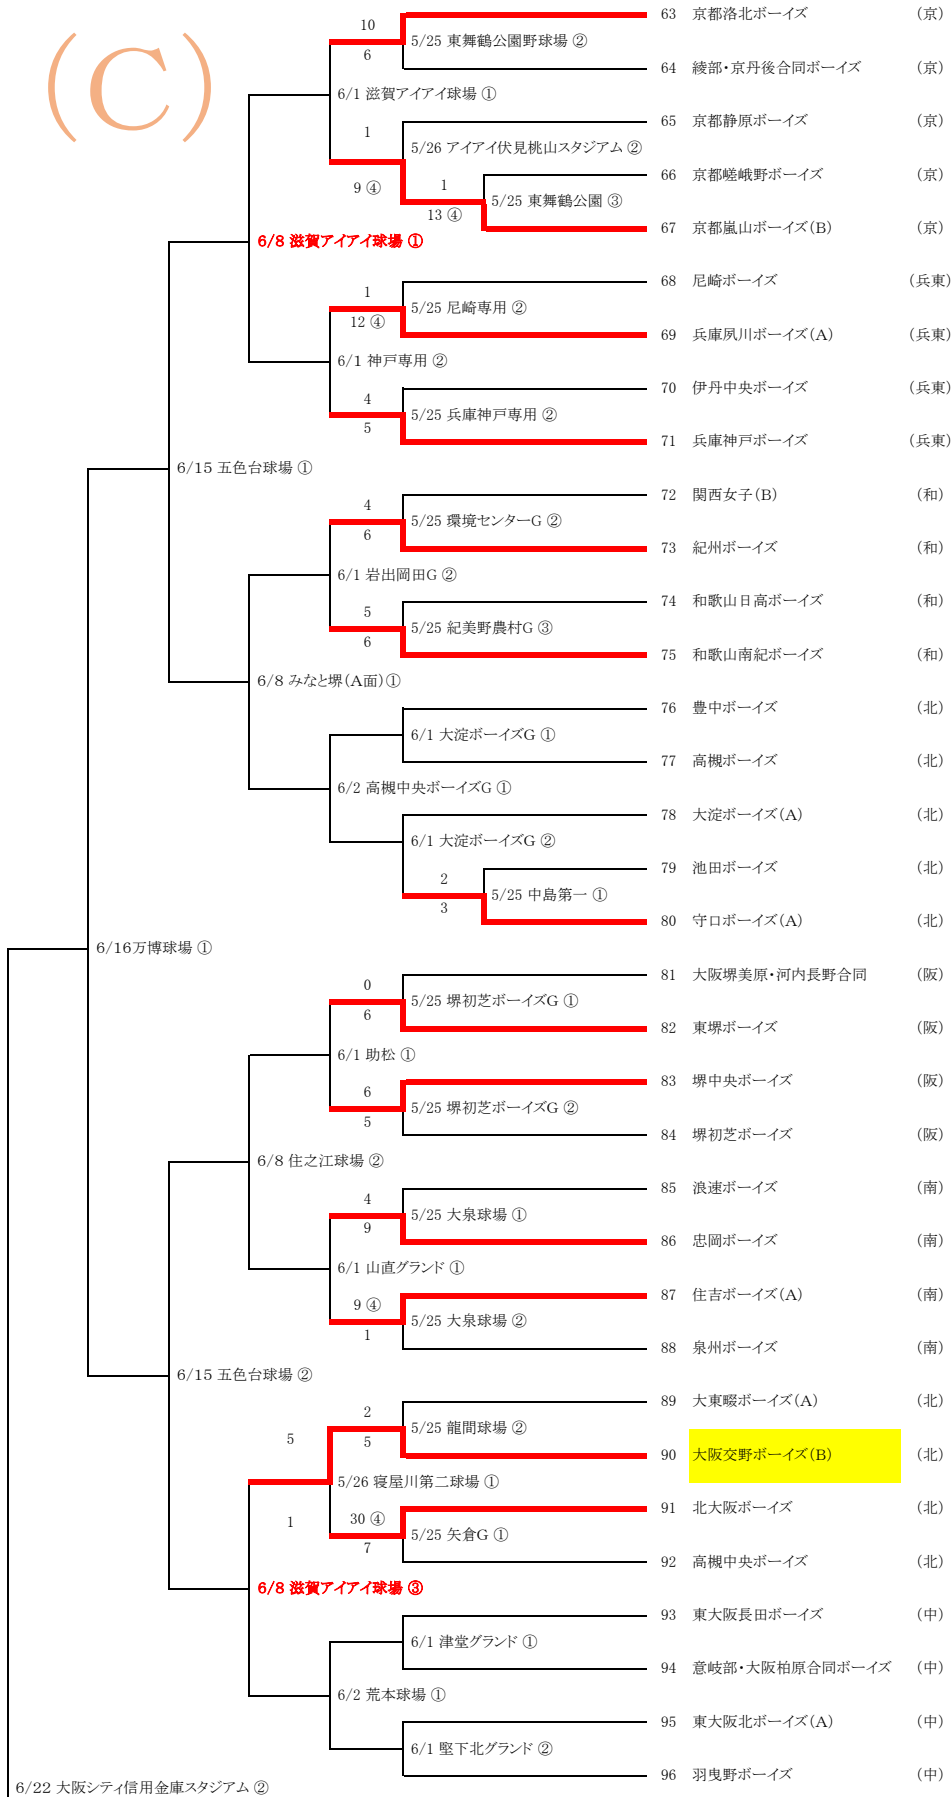 (C)
10
63 京都洛北ボーイズ (京)
5/25 東舞鶴公園野球場 ②
6
64 綾部・京丹後合同ボーイズ (京)
6/1 滋賀アイアイ球場 ①
65 京都静原ボーイズ (京)
1
5/26 アイアイ伏見桃山スタジアム ②
66 京都嵯峨野ボーイズ (京)
9 ④
1
5/25 東舞鶴公園 ③
13 ④
67 京都嵐山ボーイズ(B) (京)
6/8 滋賀アイアイ球場 ①
68 尼崎ボーイズ (兵東)
1
5/25 尼崎専用 ②
12 ④
69 兵庫夙川ボーイズ(A) (兵東)
6/1 神戸専用 ②
70 伊丹中央ボーイズ (兵東)
4
5/25 兵庫神戸専用 ②
5
71 兵庫神戸ボーイズ (兵東)
6/15 五色台球場 ①
72 関西女子(B) (和)
4
5/25 環境センターG ②
6
73 紀州ボーイズ (和)
6/1 岩出岡田G ②
74 和歌山日高ボーイズ (和)
5
5/25 紀美野農村G ③
6
75 和歌山南紀ボーイズ (和)
6/8 みなと堺(A面)①
76 豊中ボーイズ (北)
6/1 大淀ボーイズG ①
77 高槻ボーイズ (北)
6/2 高槻中央ボーイズG ①
78 大淀ボーイズ(A) (北)
6/1 大淀ボーイズG ②
79 池田ボーイズ (北)
2
5/25 中島第一 ①
3
80 守口ボーイズ(A) (北)
6/16万博球場 ①
81 大阪堺美原・河内長野合同 (阪)
0
5/25 堺初芝ボーイズG ①
6
82 東堺ボーイズ (阪)
6/1 助松 ①
83 堺中央ボーイズ (阪)
6
5/25 堺初芝ボーイズG ②
5
84 堺初芝ボーイズ (阪)
6/8 住之江球場 ②
85 浪速ボーイズ (南)
4
5/25 大泉球場 ①
9
86 忠岡ボーイズ (南)
6/1 山直グランド ①
87 住吉ボーイズ(A) (南)
9 ④
5/25 大泉球場 ②
1
88 泉州ボーイズ (南)
6/15 五色台球場 ②
89 大東畷ボーイズ(A) (北)
2
5/25 龍間球場 ②
5
5
90 大阪交野ボーイズ(B) (北)
5/26 寝屋川第二球場 ①
91 北大阪ボーイズ (北)
1
30 ④
5/25 矢倉G ①
7
92 高槻中央ボーイズ (北)
6/8 滋賀アイアイ球場 ③
93 東大阪長田ボーイズ (中)
6/1 津堂グランド ①
94 意岐部・大阪柏原合同ボーイズ (中)
6/2 荒本球場 ①
95 東大阪北ボーイズ(A) (中)
6/1 堅下北グランド ②
96 羽曳野ボーイズ (中)
6/22 大阪シティ信用金庫スタジアム ②